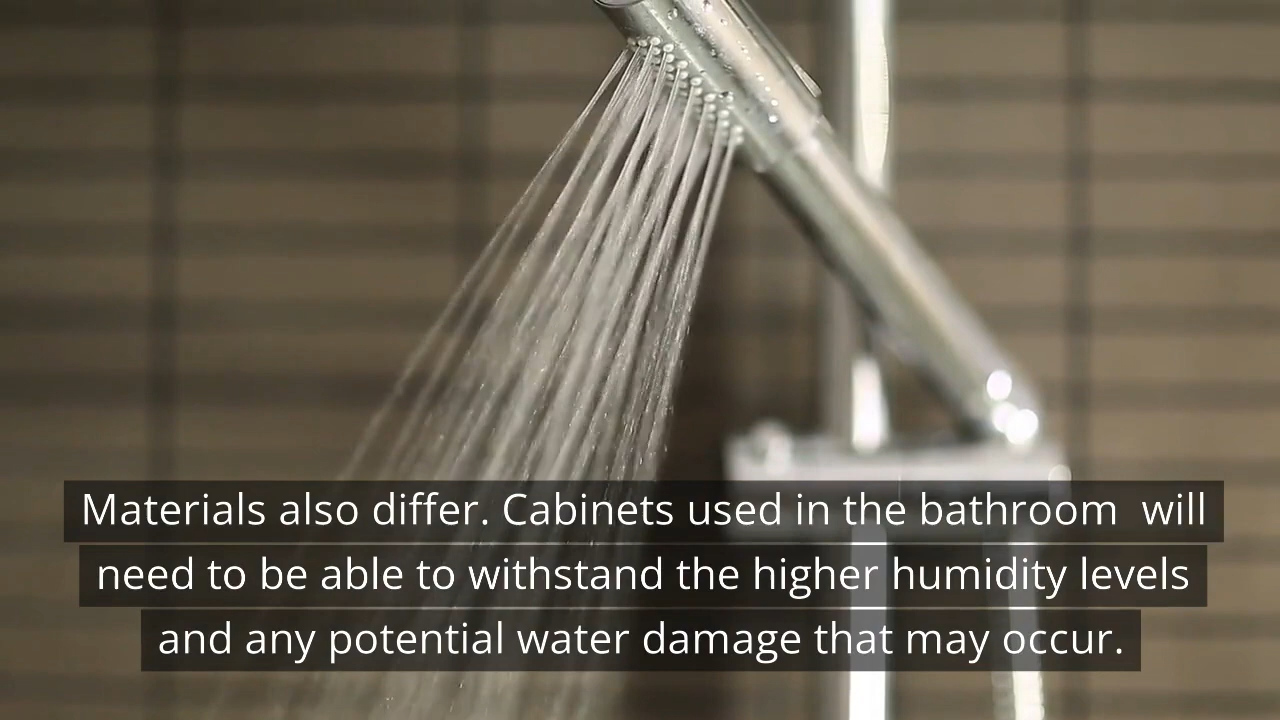 Materials also differ. Cabinets used in the bathroom  will
need to be able to withstand the higher humidity levels
and any potential water damage that may occur.